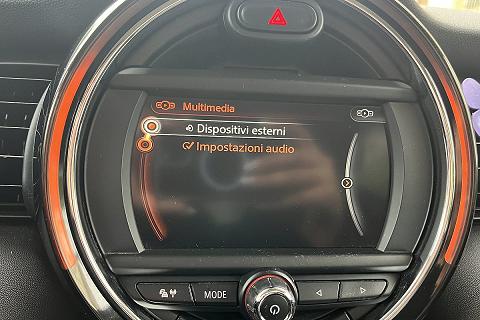 Multimedia
Dispositivi esterni
Impostazioni audio
MODE